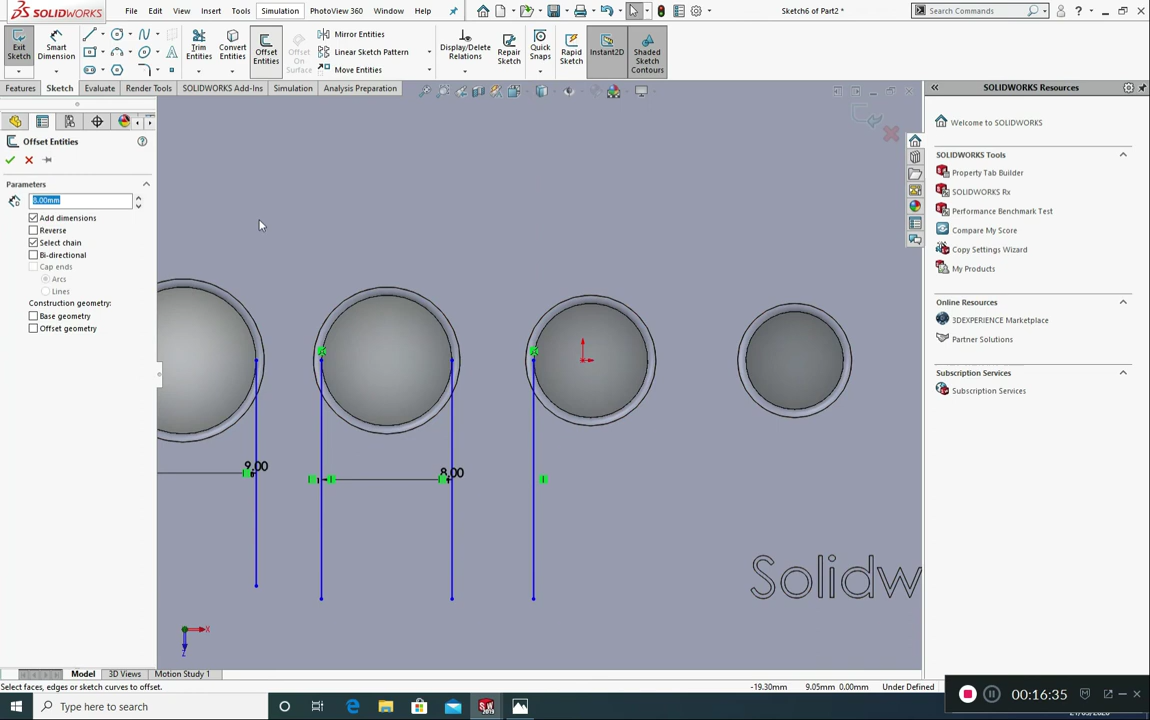 File Edit View Insert Tools Simulation PhotoView 360 Window Help
Sketch6 of Part2 *
Search Commands
Exit Sketch
Smart Dimension
Trim Entities
Convert Entities
Offset Entities
Offset On Surface
Mirror Entities
Linear Sketch Pattern
Move Entities
Display/Delete Relations
Repair Sketch
Quick Snaps
Rapid Sketch
Instant2D
Shaded Sketch Contours
Features Sketch Evaluate Render Tools SOLIDWORKS Add-Ins Simulation Analysis Preparation
SOLIDWORKS Resources
Offset Entities
Parameters
8.00mm
Add dimensions
Reverse
Select chain
Bi-directional
Cap ends
Arcs
Lines
Construction geometry:
Base geometry
Offset geometry
9.00
8.00
Solidw
X
Z
Welcome to SOLIDWORKS
SOLIDWORKS Tools
Property Tab Builder
SOLIDWORKS Rx
Performance Benchmark Test
Compare My Score
Copy Settings Wizard
My Products
Online Resources
3DEXPERIENCE Marketplace
Partner Solutions
Subscription Services
Subscription Services
Model 3D Views Motion Study 1
Select faces, edges or sketch curves to offset.
-19.30mm 9.05mm 0.00mm Under Defined
Type here to search
00:16:35